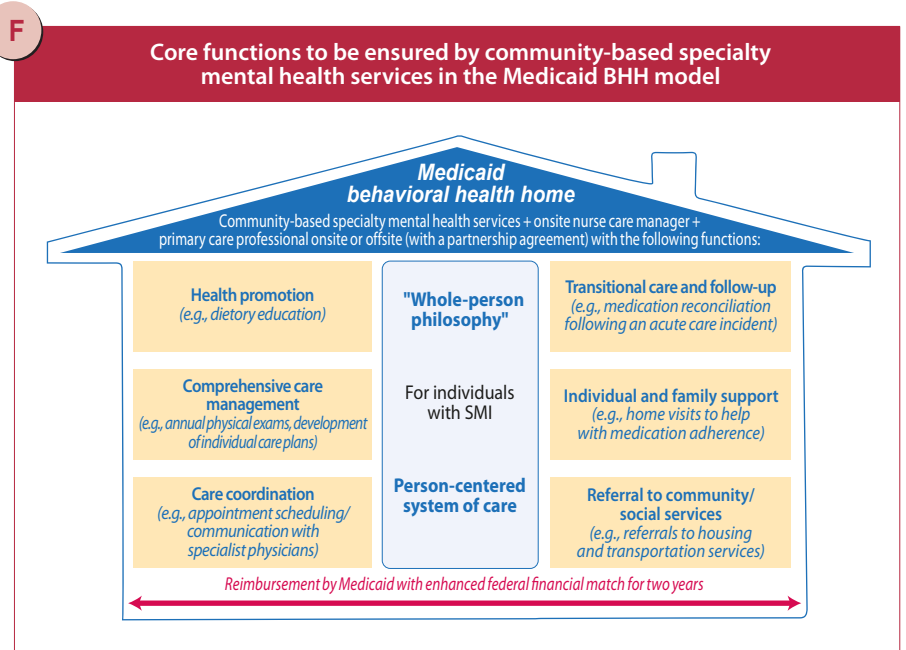 F
Core functions to be ensured by community-based specialty
mental health services in the Medicaid BHH model
Medicaid
behavioral health home
Community-based specialty mental health services + onsite nurse care manager +
primary care professional onsite or offsite (with a partnership agreement) with the following functions:
Health promotion
(e.g., dietary education)
Comprehensive care
management
(e.g., annual physical exams, development
of individual care plans)
Care coordination
(e.g., appointment scheduling/
communication with
specialist physicians)
"Whole-person
philosophy"
For individuals
with SMI
Person-centered
system of care
Transitional care and follow-up
(e.g., medication reconciliation
following an acute care incident)
Individual and family support
(e.g., home visits to help
with medication adherence)
Referral to community/
social services
(e.g., referrals to housing
and transportation services)
Reimbursement by Medicaid with enhanced federal financial match for two years